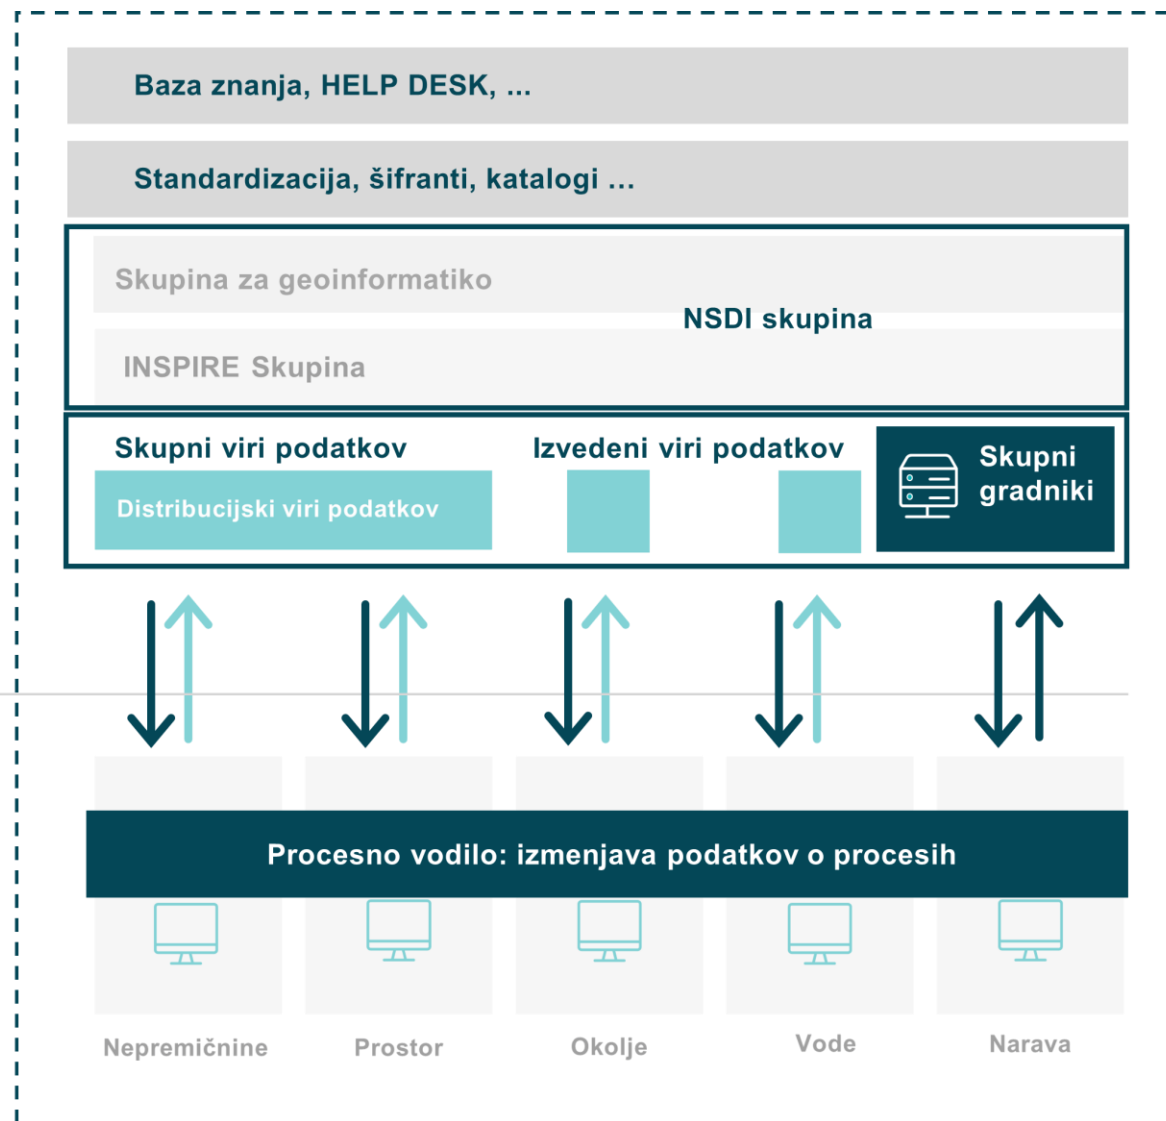 Baza znanja, HELP DESK, ...
Standardizacija, šifranti, katalogi ...
Skupina za geoinformatiko
NSDI skupina
INSPIRE Skupina
Skupni viri podatkov
Distribucijski viri podatkov
Izvedeni viri podatkov
Skupni
gradniki
Procesno vodilo: izmenjava podatkov o procesih
Nepremičnine
Prostor
Okolje
Vode
Narava